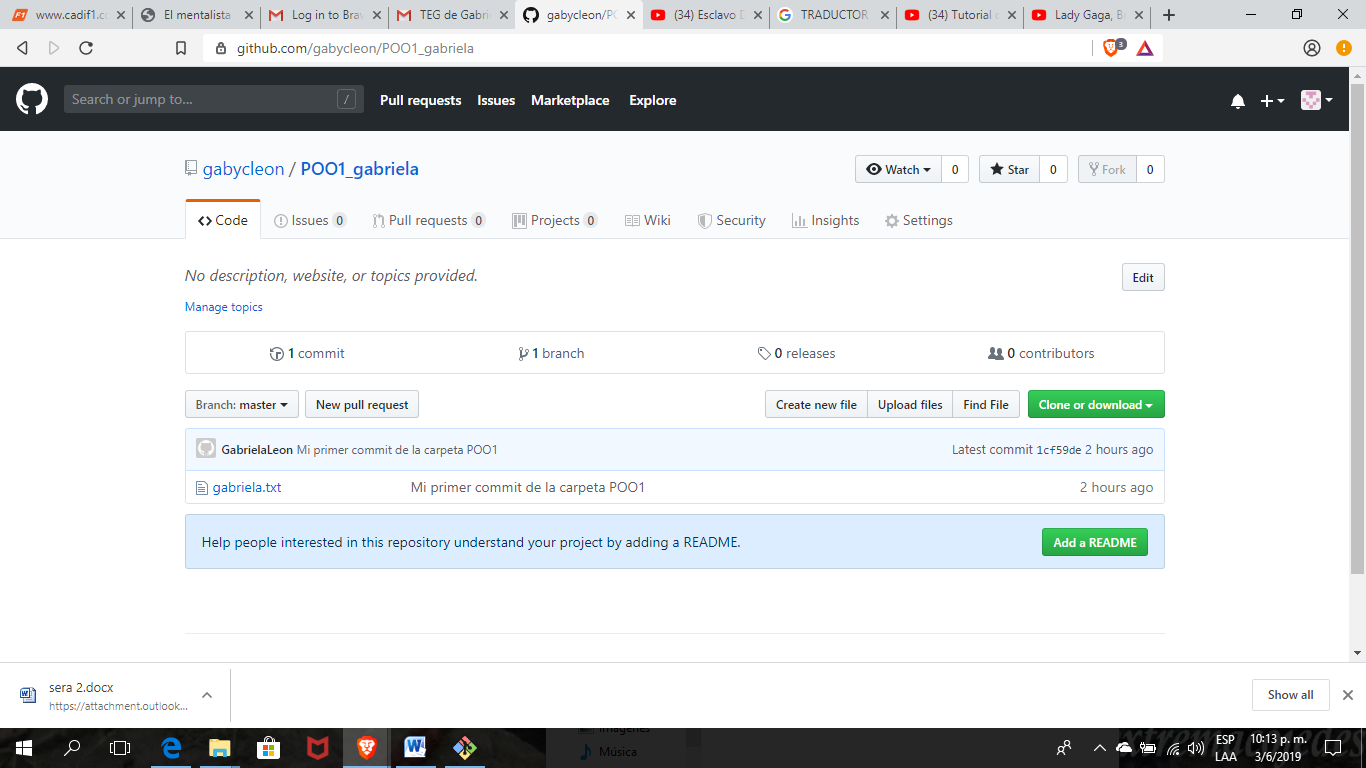 F1 www.cadif1.c
El mentalista
Log in to Bra
TEG de Gabri
gabycleon/PO
(34) Esclavo
TRADUCTOR
(34) Tutorial
Lady Gaga, B
github.com/gabycleon/POO1_gabriela
3
Search or jump to... /
Pull requests Issues Marketplace Explore
gabycleon / POO1_gabriela
Watch 0 Star 0 Fork 0
Code Issues 0 Pull requests 0 Projects 0 Wiki Security Insights Settings
No description, website, or topics provided.
Edit
Manage topics
1 commit 1 branch 0 releases 0 contributors
Branch: master New pull request Create new file Upload files Find File Clone or download
GabrielaLeon Mi primer commit de la carpeta POO1 Latest commit 1cf59de 2 hours ago
gabriela.txt Mi primer commit de la carpeta POO1 2 hours ago
Help people interested in this repository understand your project by adding a README. Add a README
sera 2.docx
https://attachment.outlook...
Show all
Imágenes
Música
ESP
LAA
10:13 p. m.
3/6/2019